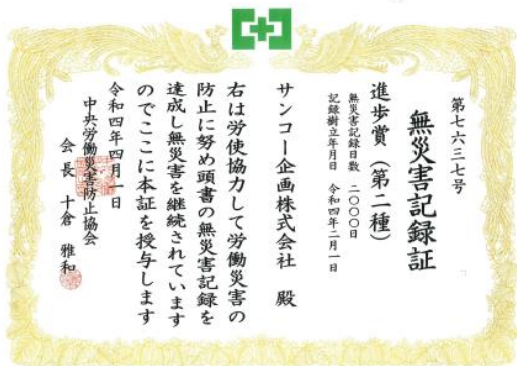 第七六三七号
無災害記録証
進歩賞（第二種）
無災害記録日数 二〇〇〇日
記録樹立年月日 令和四年二月一日
サンコー企画株式会社 殿
右は労使協力して労働災害の
防止に努め頭書の無災害記録を
達成し無災害を継続されています
のでここに本証を授与します
令和四年四月一日
中央労働災害防止協会
会長 十倉 雅和